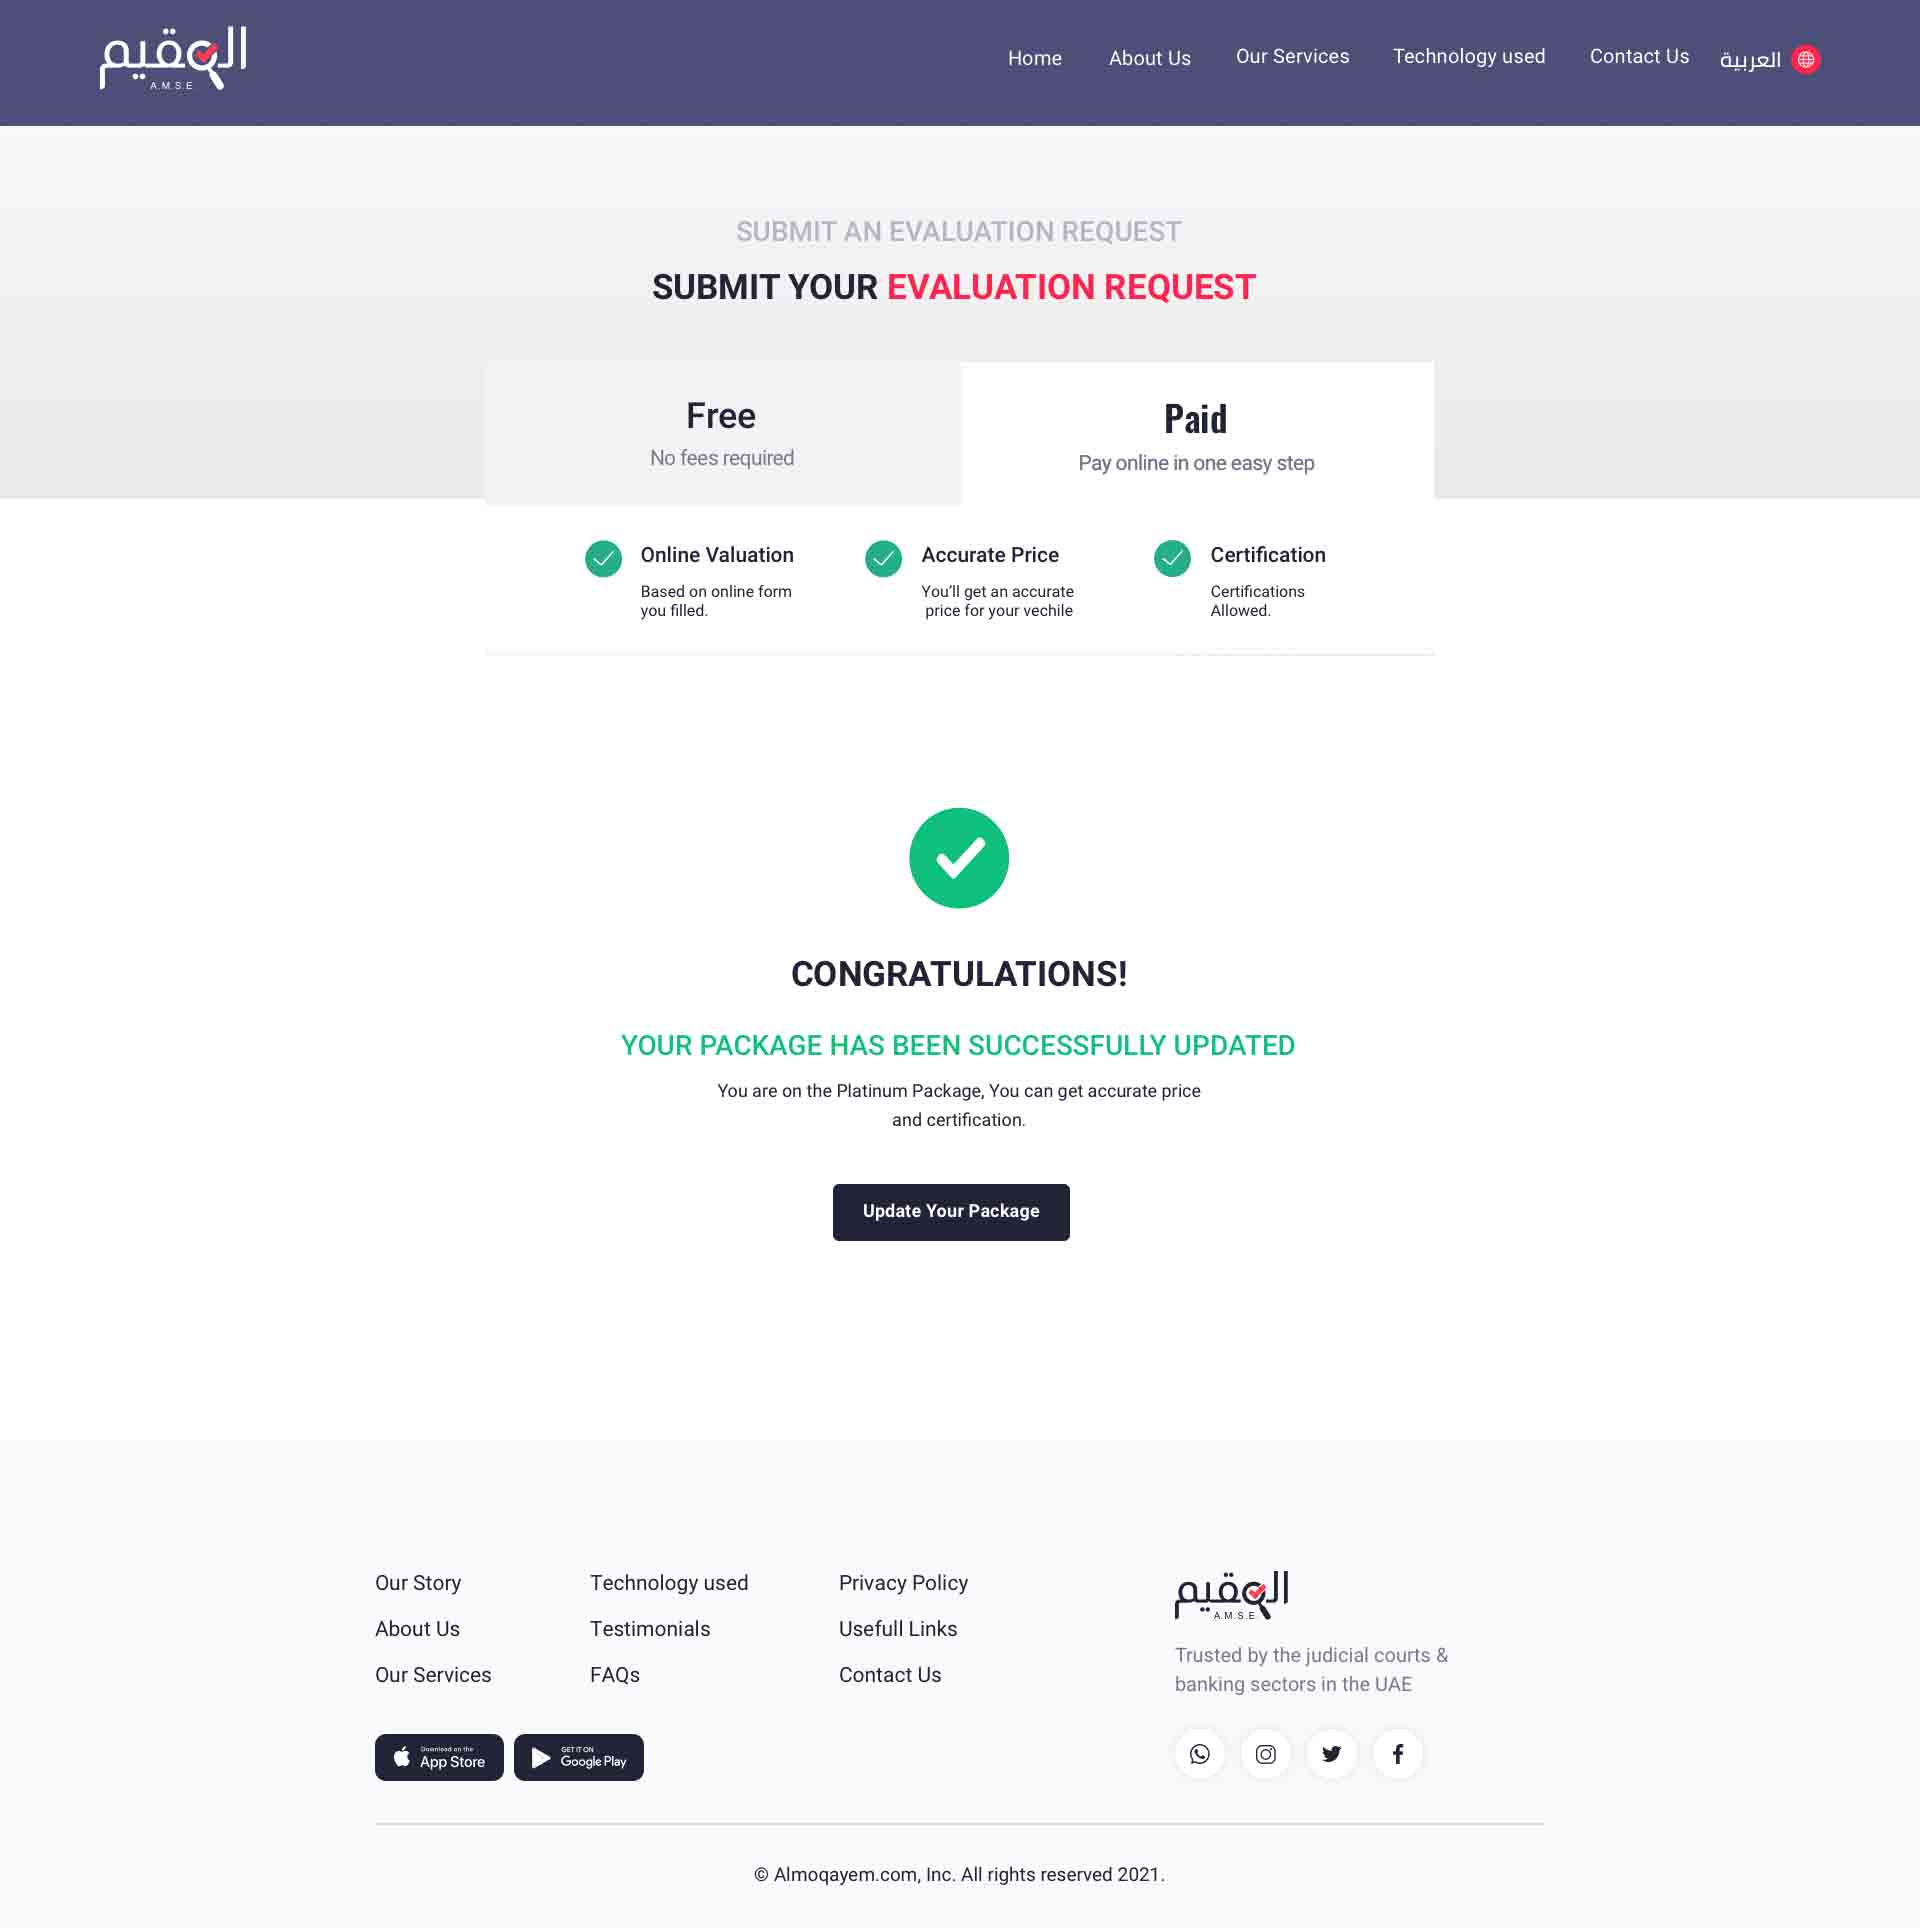 المقيم
A.M.S.E
Home
About Us
Our Services
Technology used
Contact Us
العربية
SUBMIT AN EVALUATION REQUEST
SUBMIT YOUR EVALUATION REQUEST
Free
No fees required
Paid
Pay online in one easy step
Online Valuation
Based on online form
you filled.
Accurate Price
You'll get an accurate
price for your vechile
Certification
Certifications
Allowed.
CONGRATULATIONS!
YOUR PACKAGE HAS BEEN SUCCESSFULLY UPDATED
You are on the Platinum Package, You can get accurate price
and certification.
Update Your Package
Our Story
About Us
Our Services
Technology used
Testimonials
FAQs
Privacy Policy
Usefull Links
Contact Us
المقيم
A.M.S.E
Trusted by the judicial courts &
banking sectors in the UAE
Download on the
App Store
GET IT ON
Google Play
© Almoqayem.com, Inc. All rights reserved 2021.